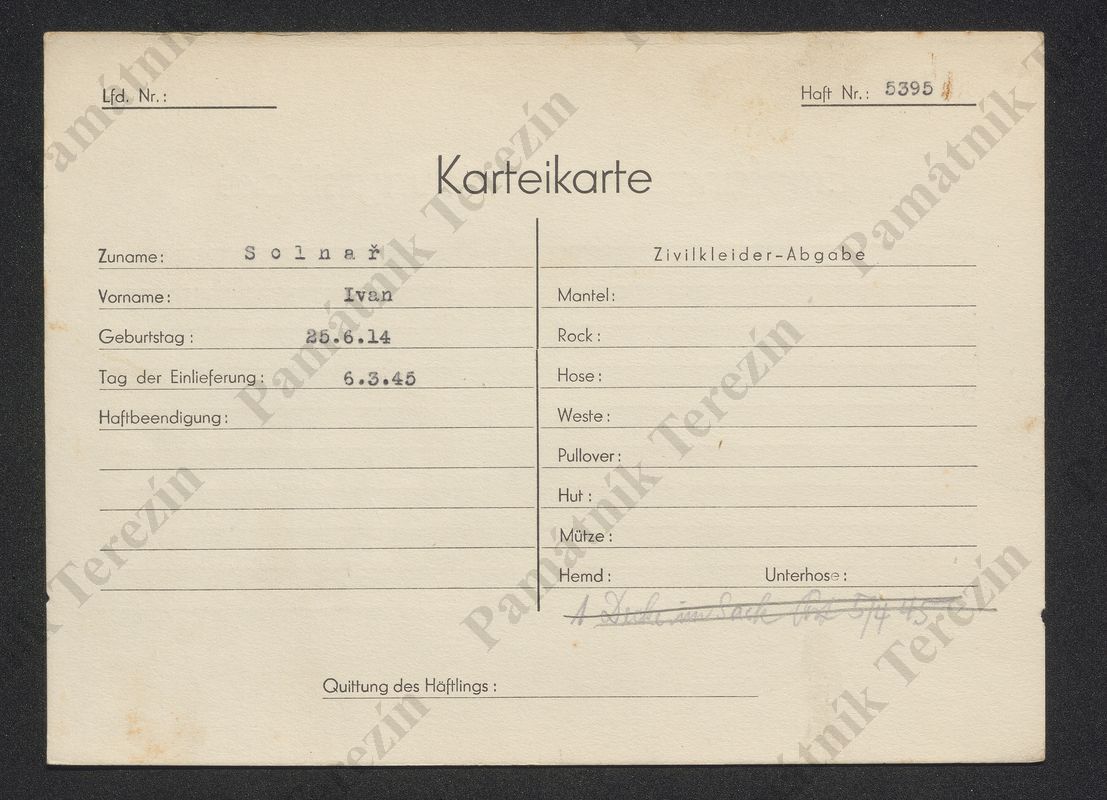 Lfd. Nr.:
Haft Nr.: 5395
Karteikarte
Zuname: Solnař
Vorname: Ivan
Geburtstag: 25.6.14
Tag der Einlieferung: 6.3.45
Haftbeendigung:
Zivilkleider-Abgabe
Mantel:
Rock:
Hose:
Weste:
Pullover:
Hut:
Mütze:
Hemd: Unterhose:
1 Decke im Sack 5/4 45
Quittung des Häftlings:
Památník Terezín